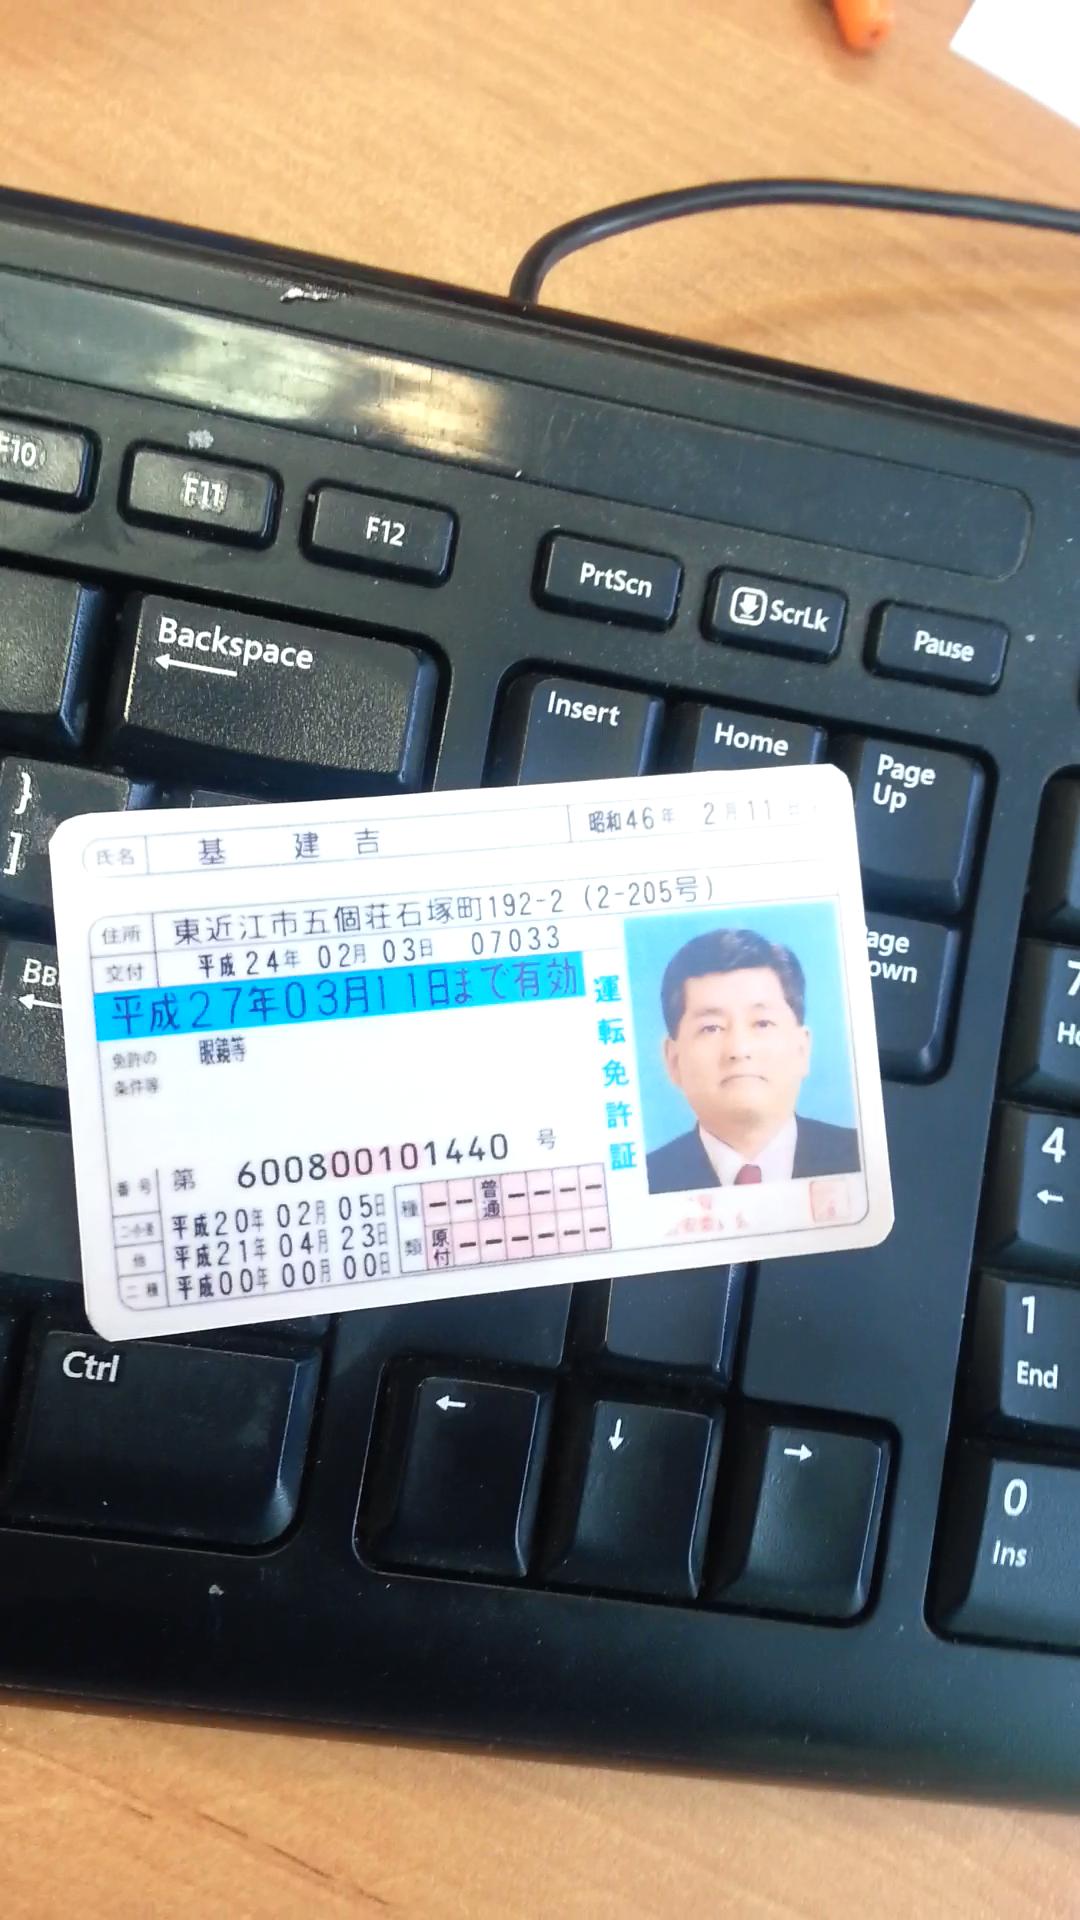 F10
F11
F12
PrtScn
ScrLk
Pause
Backspace
Insert
Home
Page Up
}
]
氏名 基 建 吉 昭和46年 2月11日
住所 東近江市五個荘石塚町192-2 (2-205号)
交付 平成24年 02月 03日 07033
平成27年03月11日まで有効
免許の
条件等
眼鏡等
運転免許証
番号 第 600800101440 号
二小原 平成20年 02月 05日
他 平成21年 04月 23日
二種 平成00年 00月 00日
種類
普通
原付
age
own
7
4
←
1
End
Ctrl
←
↓
→
0
Ins